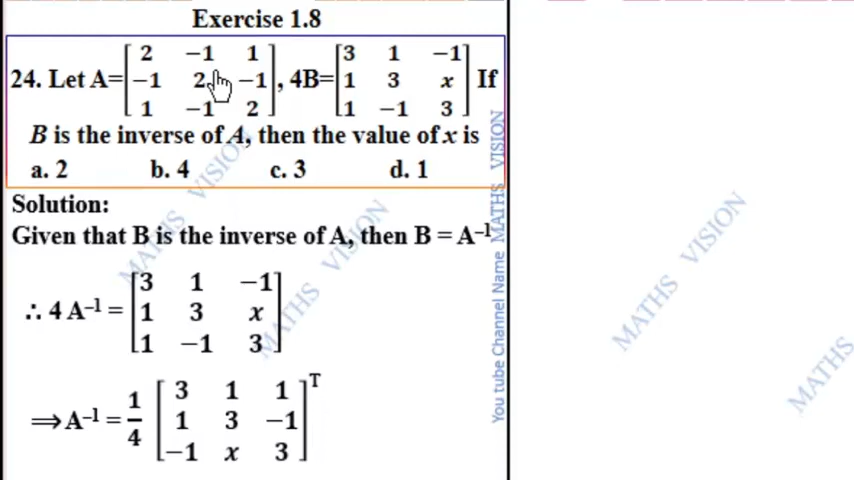 Exercise 1.8
24. Let A= [2 −1 1; −1 2 −1; 1 −1 2], 4B= [3 1 −1; 1 3 x; 1 −1 3] If
B is the inverse of A, then the value of x is
a. 2 b. 4 c. 3 d. 1
Solution:
Given that B is the inverse of A, then B = A⁻¹
∴ 4 A⁻¹ = [3 1 −1; 1 3 x; 1 −1 3]
⟹ A⁻¹ = 1/4 [3 1 1; 1 3 −1; −1 x 3]ᵀ
You tube Channel Name MATHS VISION
MATHS VISION
MATHS VISION
MATHS VISION
MATHS